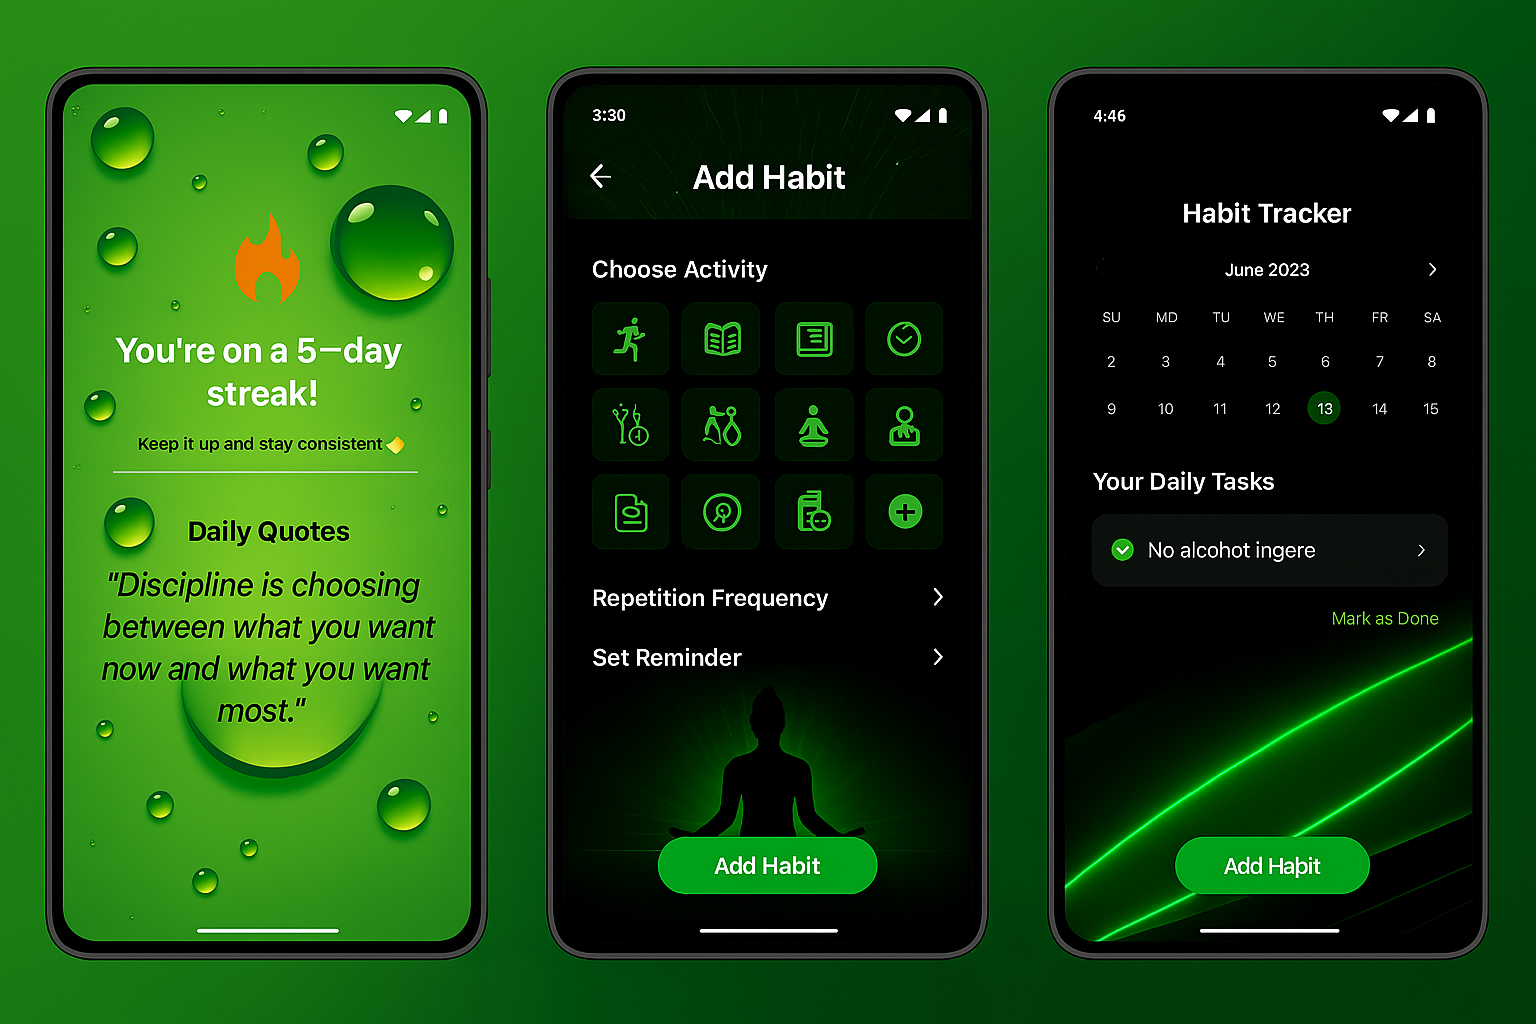 You're on a 5–day
streak!
Keep it up and stay consistent
Daily Quotes
"Discipline is choosing
between what you want
now and what you want
most."
3:30
Add Habit
Choose Activity
Repetition Frequency
Set Reminder
Add Habit
4:46
Habit Tracker
June 2023
SU MD TU WE TH FR SA
2 3 4 5 6 7 8
9 10 11 12 13 14 15
Your Daily Tasks
No alcohot ingere
Mark as Done
Add Haþit